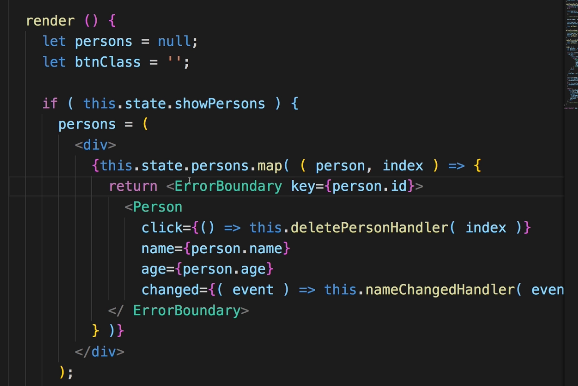 render () {
let persons = null;
let btnClass = '';
if ( this.state.showPersons ) {
persons = (
<div>
{this.state.persons.map( ( person, index ) => {
return <ErrorBoundary key={person.id}>
<Person
click={() => this.deletePersonHandler( index )}
name={person.name}
age={person.age}
changed={( event ) => this.nameChangedHandler( even
</ ErrorBoundary>
} )}
</div>
);